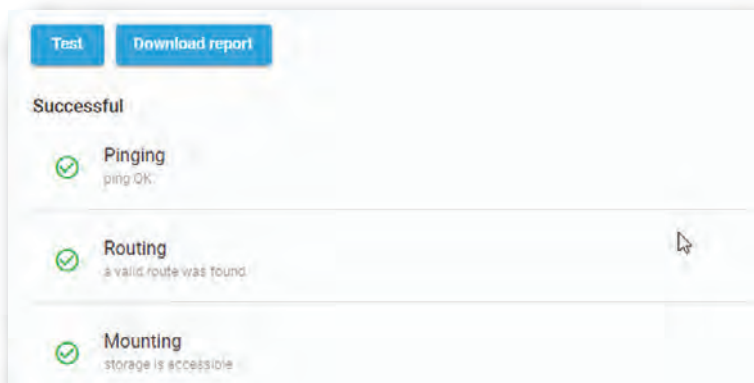 Test Download report
Successful
Pinging
ping OK
Routing
a valid route was found
Mounting
storage is accessible